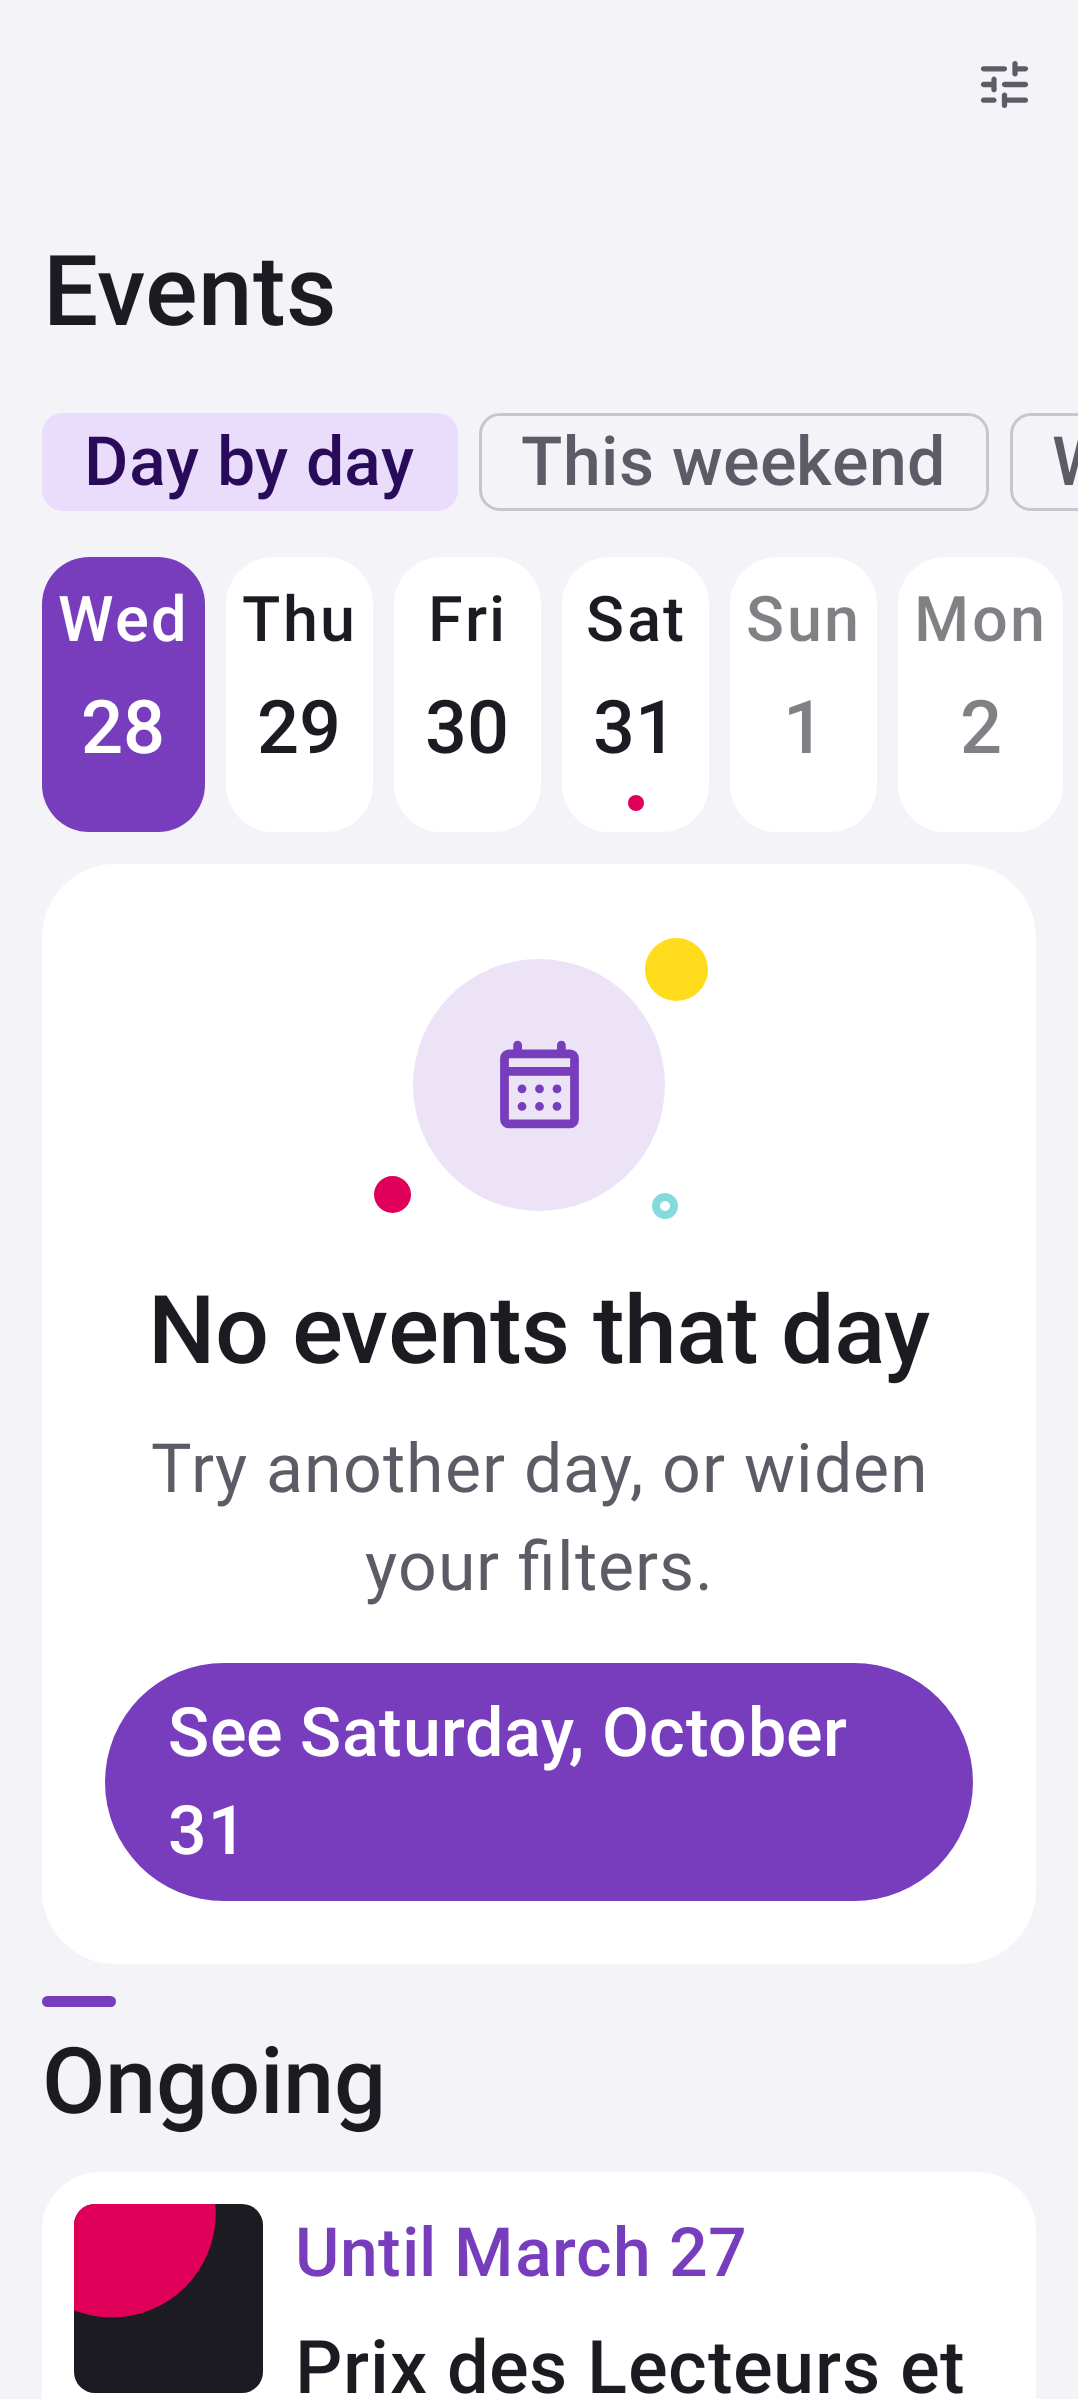 Events
Day by day
This weekend
Wed
28
Thu
29
Fri
30
Sat
31
Sun
1
Mon
2
No events that day
Try another day, or widen
your filters.
See Saturday, October
31
Ongoing
Until March 27
Prix des Lecteurs et